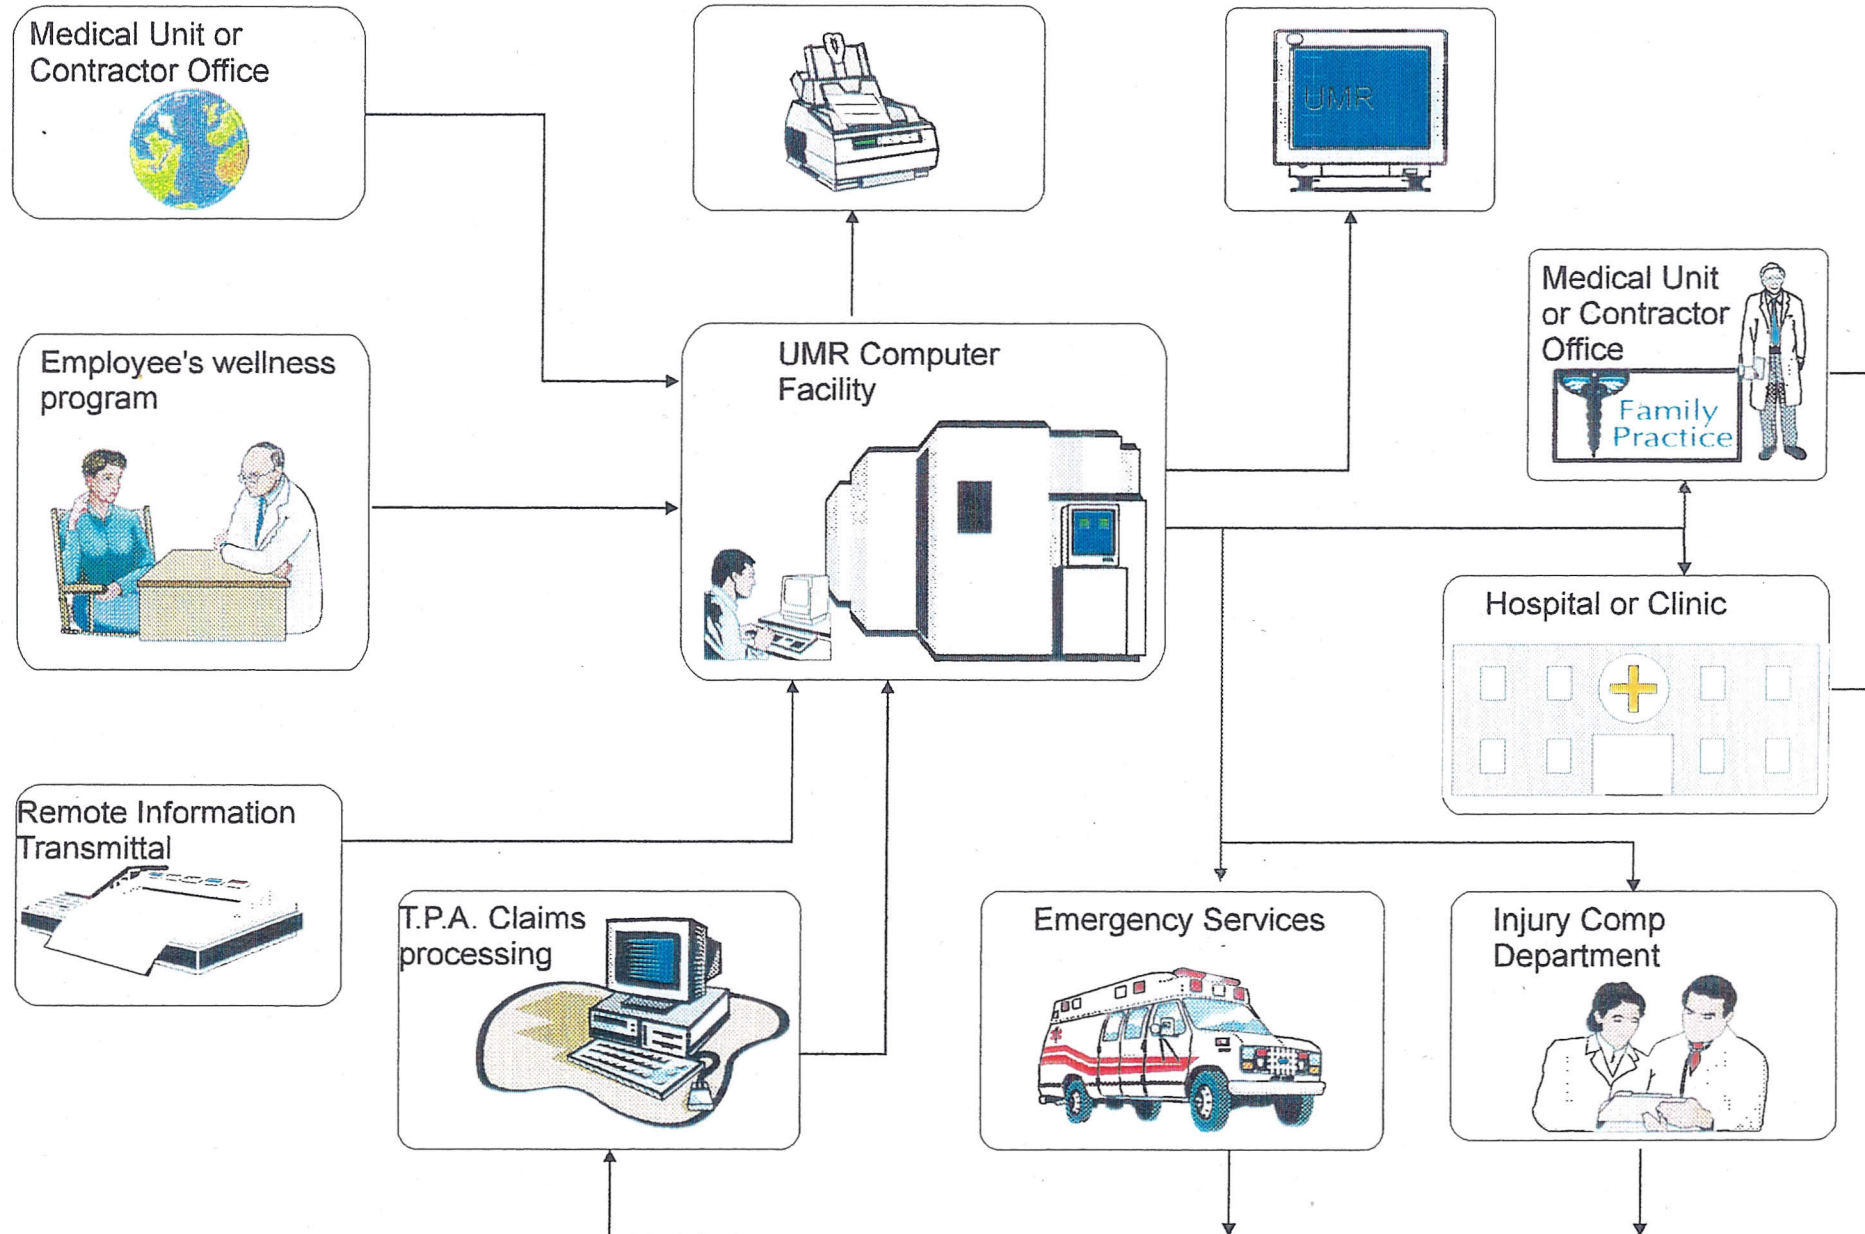 Medical Unit or
Contractor Office
UMR
Medical Unit
or Contractor
Office
Family
Practice
Employee's wellness
program
UMR Computer
Facility
Hospital or Clinic
Remote Information
Transmittal
T.P.A. Claims
processing
Emergency Services
Injury Comp
Department